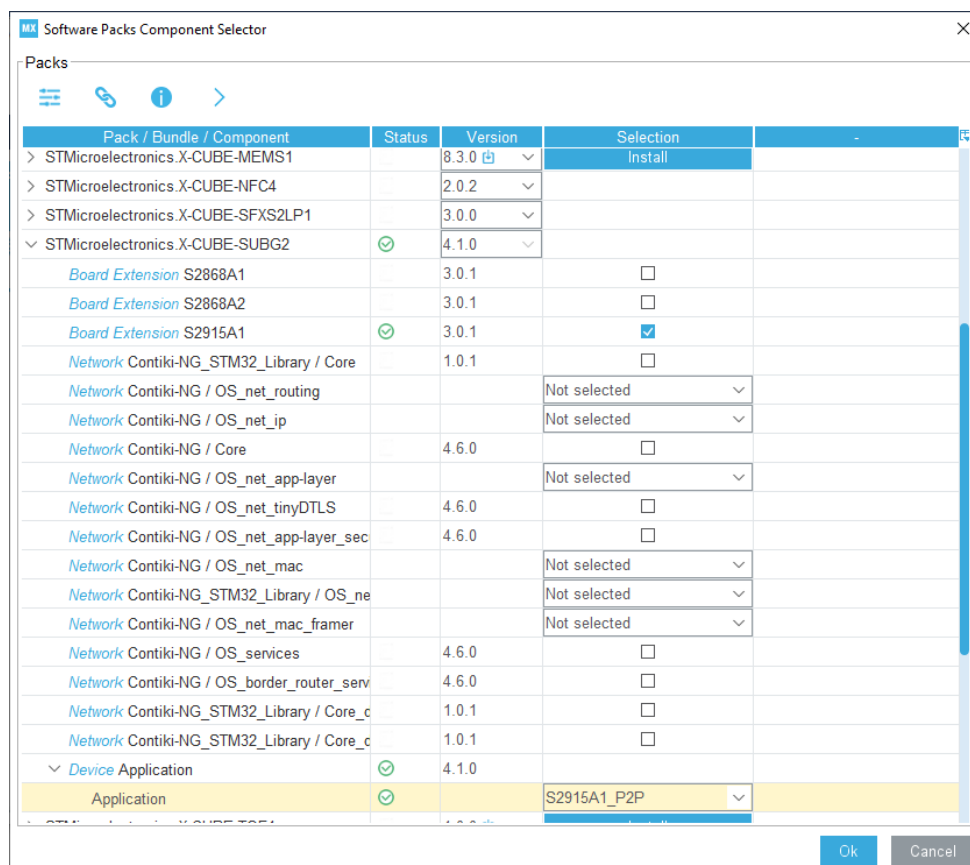 MX Software Packs Component Selector
Packs
Pack / Bundle / Component Status Version Selection -
STMicroelectronics.X-CUBE-MEMS1 8.3.0 Install
STMicroelectronics.X-CUBE-NFC4 2.0.2
STMicroelectronics.X-CUBE-SFXS2LP1 3.0.0
STMicroelectronics.X-CUBE-SUBG2 4.1.0
Board Extension S2868A1 3.0.1
Board Extension S2868A2 3.0.1
Board Extension S2915A1 3.0.1
Network Contiki-NG_STM32_Library / Core 1.0.1
Network Contiki-NG / OS_net_routing Not selected
Network Contiki-NG / OS_net_ip Not selected
Network Contiki-NG / Core 4.6.0
Network Contiki-NG / OS_net_app-layer Not selected
Network Contiki-NG / OS_net_tinyDTLS 4.6.0
Network Contiki-NG / OS_net_app-layer_sec 4.6.0
Network Contiki-NG / OS_net_mac Not selected
Network Contiki-NG_STM32_Library / OS_ne Not selected
Network Contiki-NG / OS_net_mac_framer Not selected
Network Contiki-NG / OS_services 4.6.0
Network Contiki-NG / OS_border_router_serv 4.6.0
Network Contiki-NG_STM32_Library / Core_c 1.0.1
Network Contiki-NG_STM32_Library / Core_c 1.0.1
Device Application 4.1.0
Application S2915A1_P2P
Ok Cancel